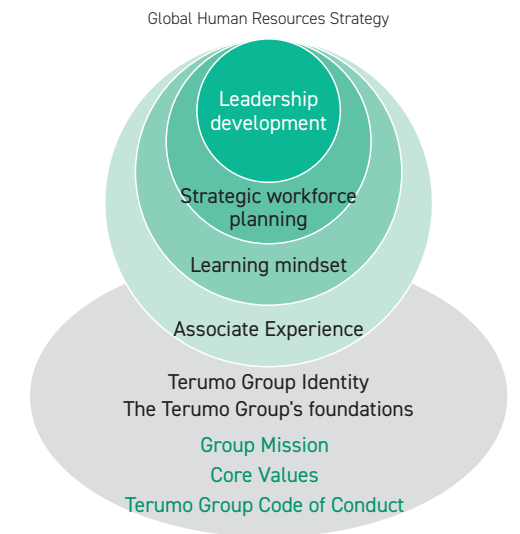 Global Human Resources Strategy
Leadership
development
Strategic workforce
planning
Learning mindset
Associate Experience
Terumo Group Identity
The Terumo Group's foundations
Group Mission
Core Values
Terumo Group Code of Conduct